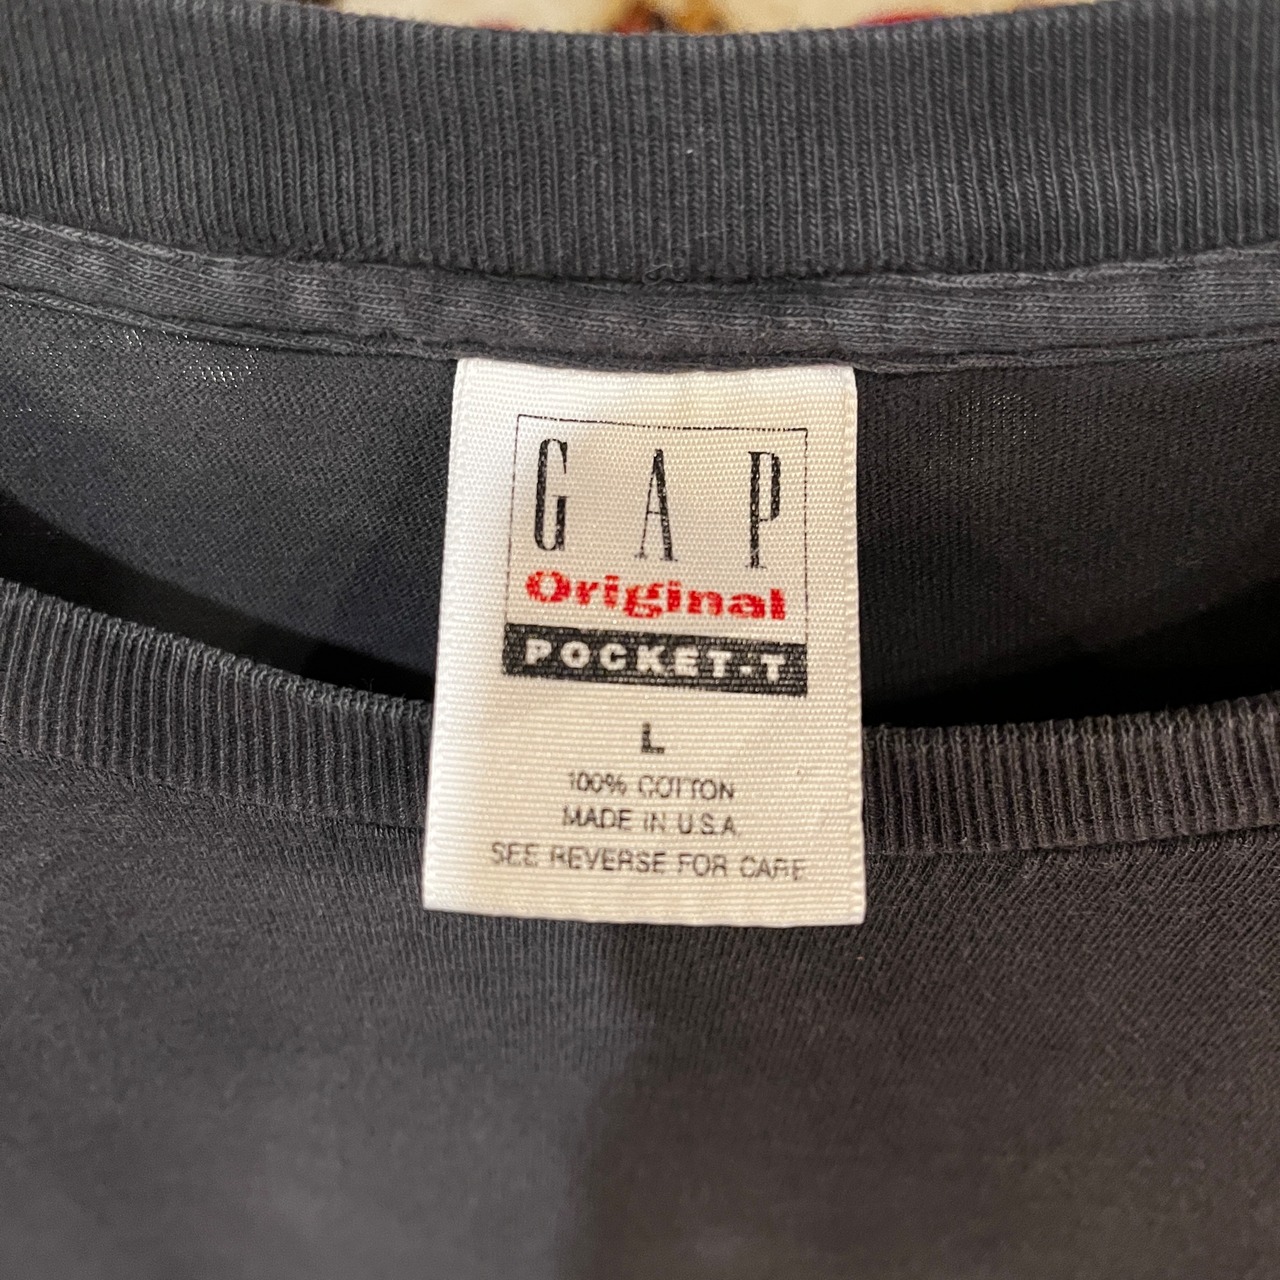 GAP
Original
POCKET-T
L
100% COTTON
MADE IN U.S.A.
SEE REVERSE FOR CARE